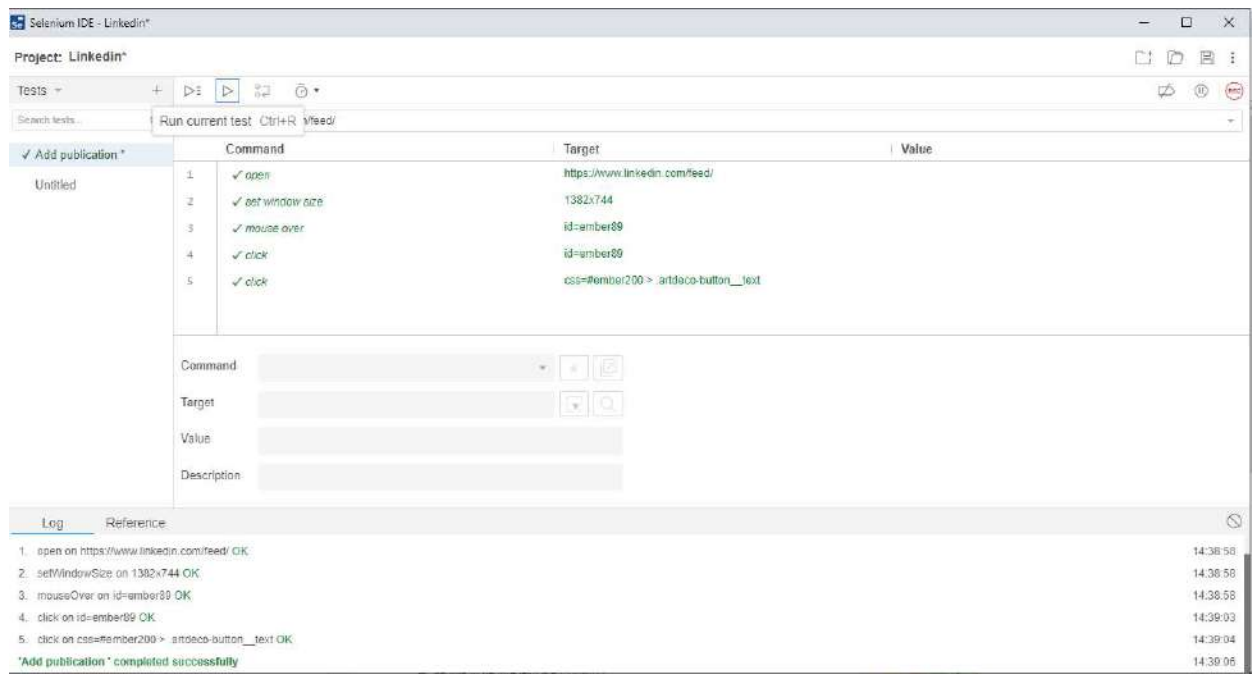 Selenium IDE - Linkedin*
Project: Linkedin*
Tests
Search tests...
Run current test Ctrl+R /feed/
Command Target Value
✓ Add publication *
Untitled
1 ✓ open https://www.linkedin.com/feed/
2 ✓ set window size 1382x744
3 ✓ mouse over id=ember89
4 ✓ click id=ember89
5 ✓ click css=#ember200 > .artdeco-button__text
Command
Target
Value
Description
Log Reference
1. open on https://www.linkedin.com/feed/ OK 14:38:58
2. setWindowSize on 1382x744 OK 14:38:58
3. mouseOver on id=ember89 OK 14:38:58
4. click on id=ember89 OK 14:39:03
5. click on css=#ember200 > .artdeco-button__text OK 14:39:04
'Add publication ' completed successfully 14:39:06